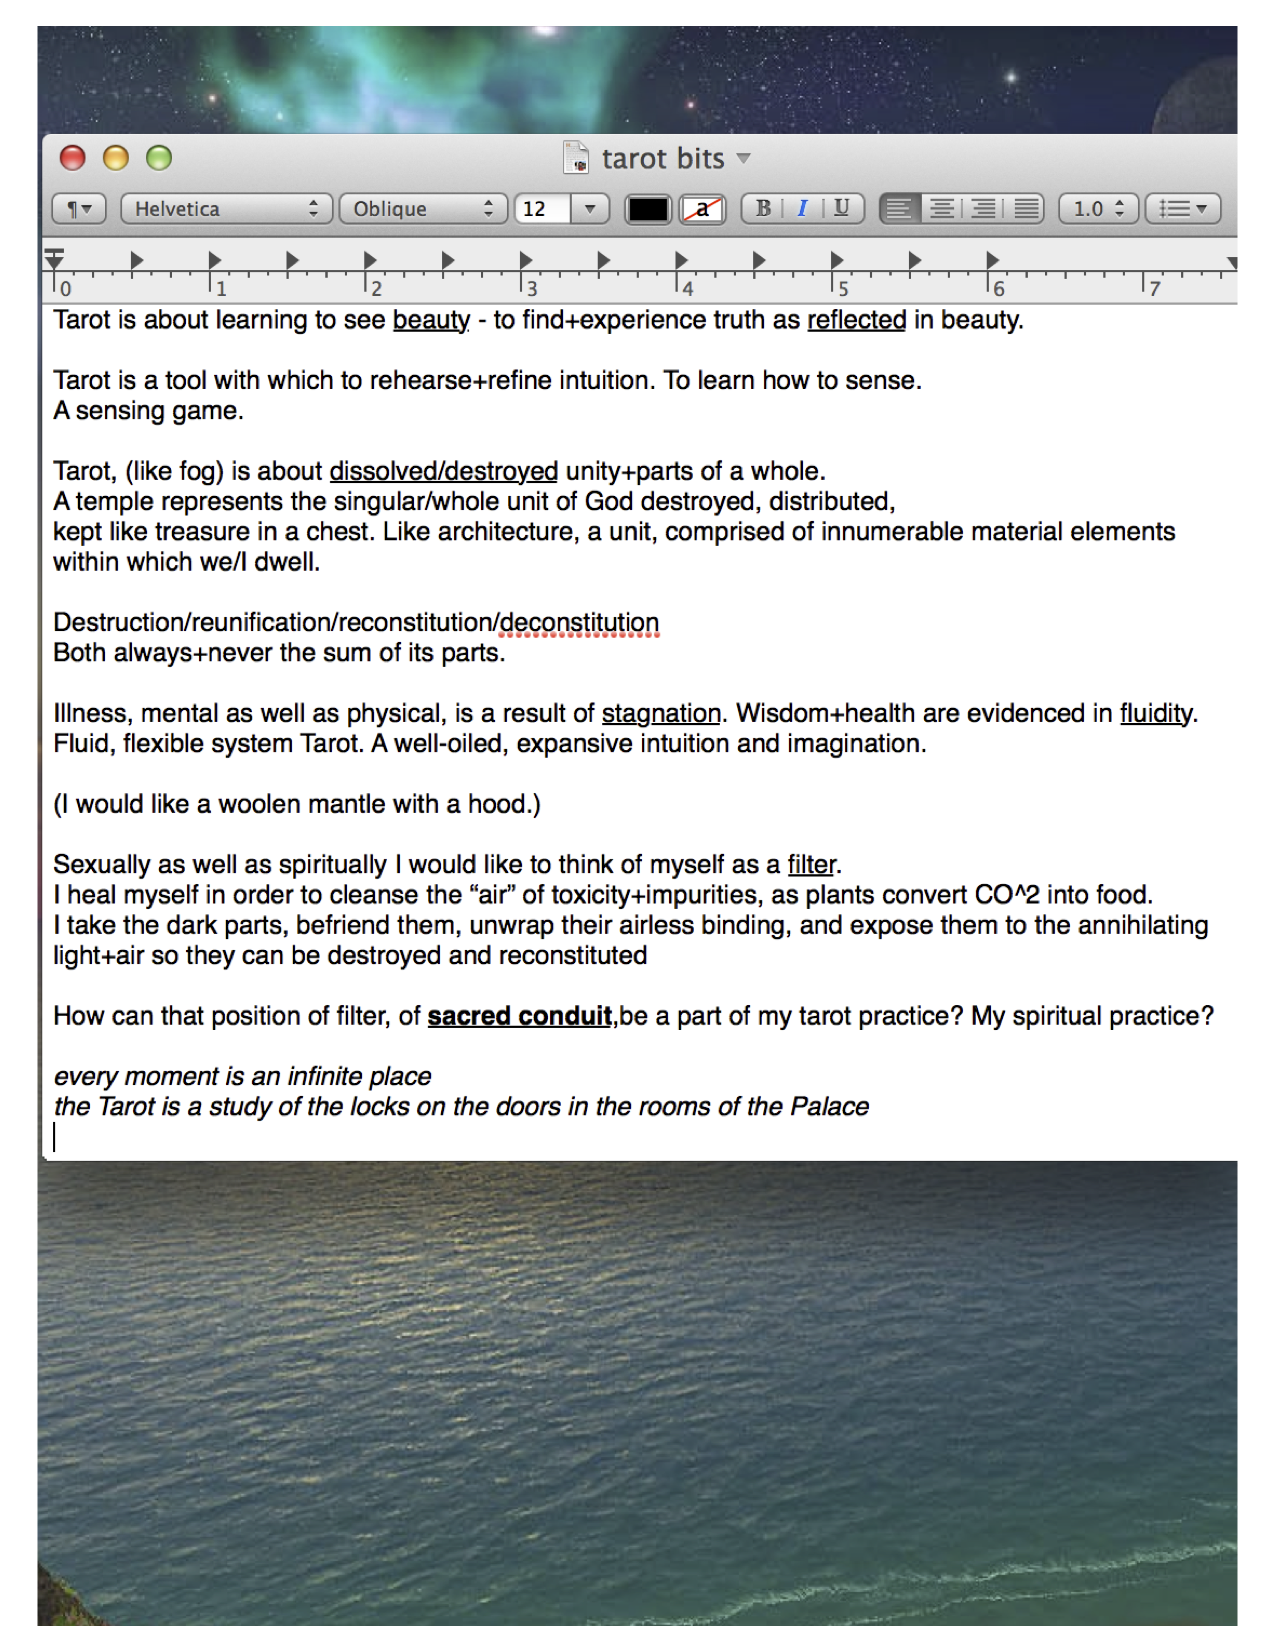 tarot bits
¶ Helvetica Oblique 12 a B I U 1.0
0 1 2 3 4 5 6 7
Tarot is about learning to see beauty - to find+experience truth as reflected in beauty.
Tarot is a tool with which to rehearse+refine intuition. To learn how to sense.
A sensing game.
Tarot, (like fog) is about dissolved/destroyed unity+parts of a whole.
A temple represents the singular/whole unit of God destroyed, distributed,
kept like treasure in a chest. Like architecture, a unit, comprised of innumerable material elements
within which we/I dwell.
Destruction/reunification/reconstitution/deconstitution
Both always+never the sum of its parts.
Illness, mental as well as physical, is a result of stagnation. Wisdom+health are evidenced in fluidity.
Fluid, flexible system Tarot. A well-oiled, expansive intuition and imagination.
(I would like a woolen mantle with a hood.)
Sexually as well as spiritually I would like to think of myself as a filter.
I heal myself in order to cleanse the “air” of toxicity+impurities, as plants convert CO^2 into food.
I take the dark parts, befriend them, unwrap their airless binding, and expose them to the annihilating
light+air so they can be destroyed and reconstituted
How can that position of filter, of sacred conduit,be a part of my tarot practice? My spiritual practice?
every moment is an infinite place
the Tarot is a study of the locks on the doors in the rooms of the Palace